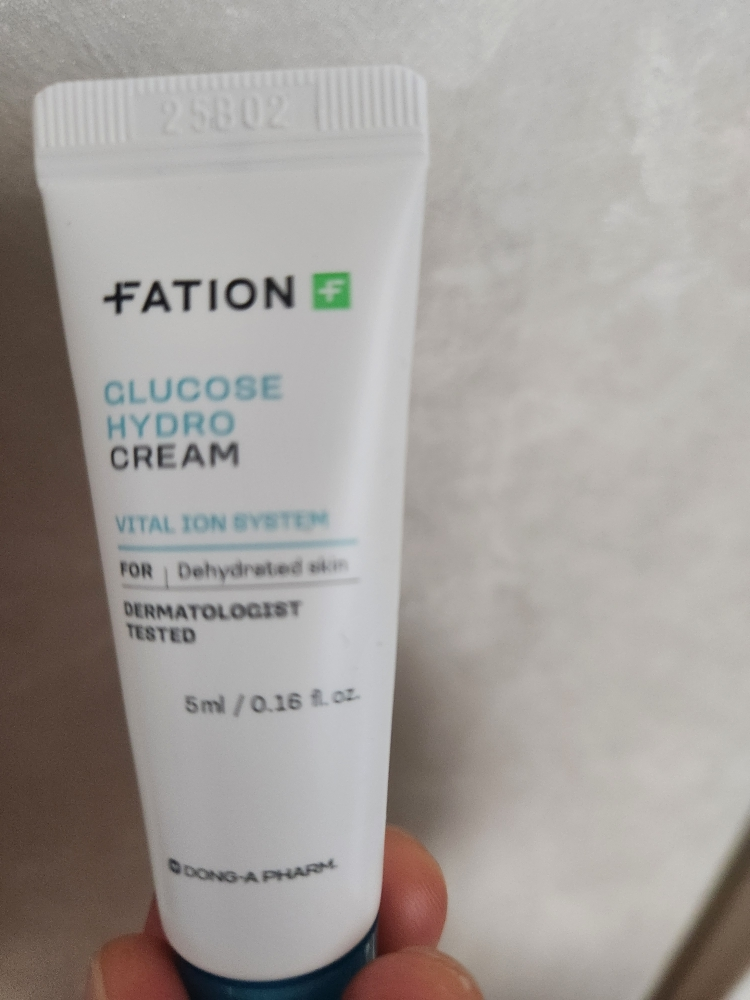 25B02
FATION F
GLUCOSE
HYDRO
CREAM
VITAL ION SYSTEM
FOR | Dehydrated skin
DERMATOLOGIST
TESTED
5ml / 0.16 fl. oz.
DONG-A PHARM.